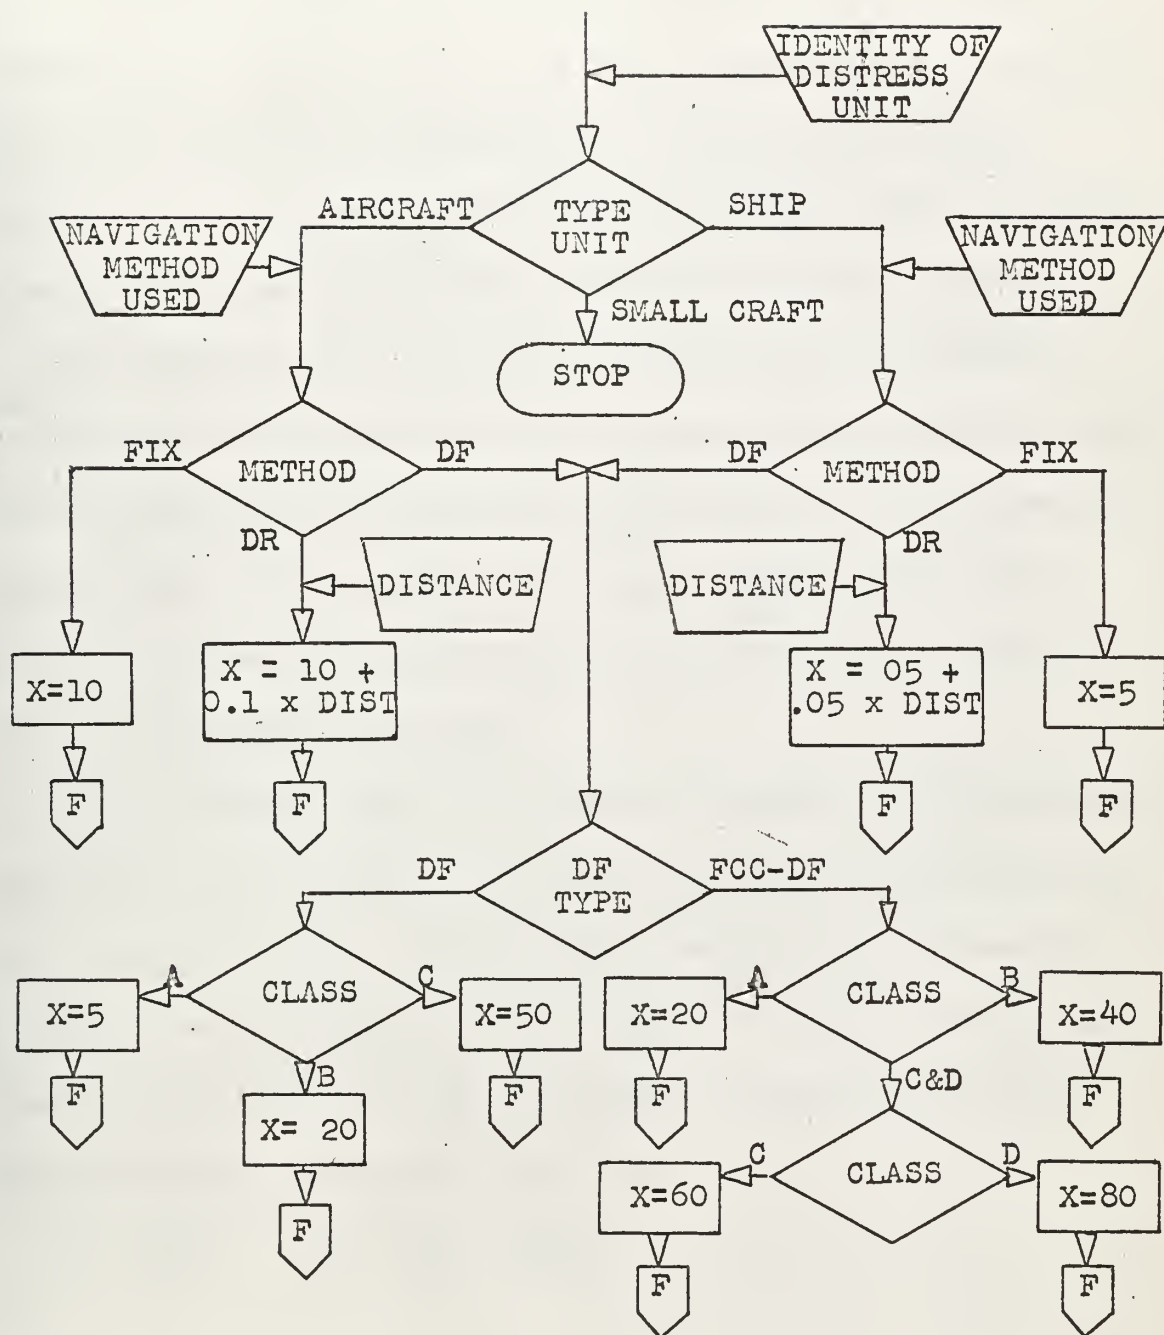 IDENTITY OF
DISTRESS
UNIT
AIRCRAFT
TYPE
UNIT
SHIP
NAVIGATION
METHOD
USED
NAVIGATION
METHOD
USED
SMALL CRAFT
STOP
FIX
METHOD
DF
DF
METHOD
FIX
DR
DR
DISTANCE
DISTANCE
X=10
X = 10 +
0.1 x DIST
X = 05 +
.05 x DIST
X=5
F
F
F
F
DF
DF
TYPE
FCC-DF
A
CLASS
C
A
CLASS
B
X=5
X=50
X=20
X=40
B
C&D
F
F
F
F
X= 20
C
CLASS
D
X=60
X=80
F
F
F